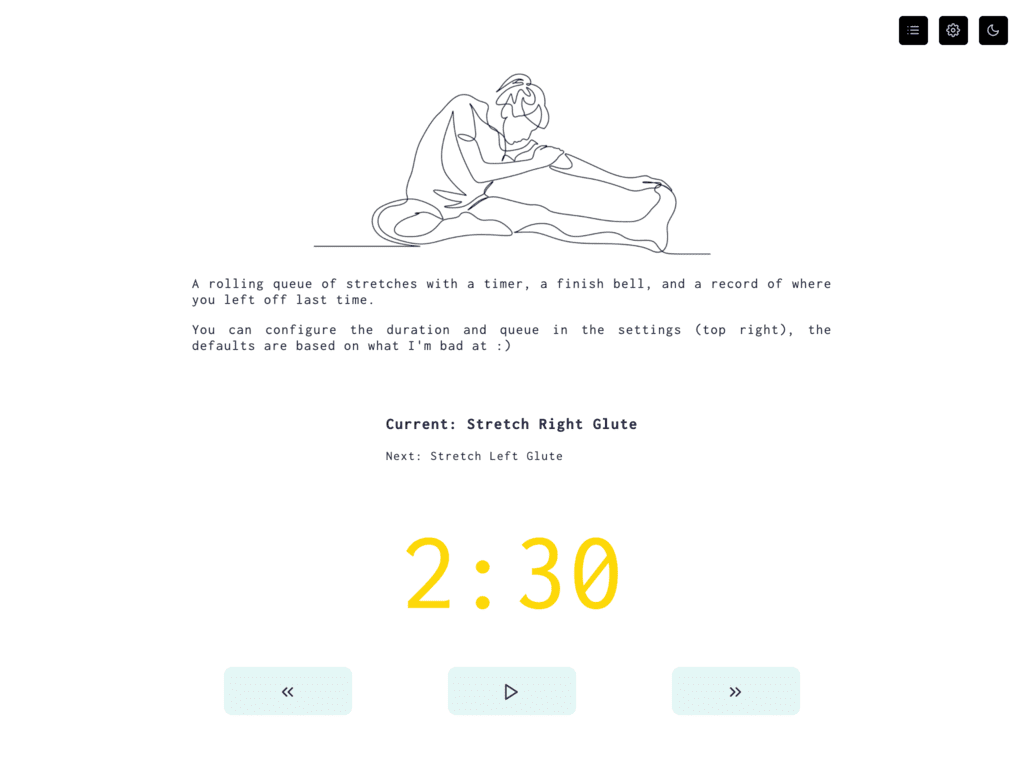 A rolling queue of stretches with a timer, a finish bell, and a record of where
you left off last time.
You can configure the duration and queue in the settings (top right), the
defaults are based on what I'm bad at :)
Current: Stretch Right Glute
Next: Stretch Left Glute
2:30